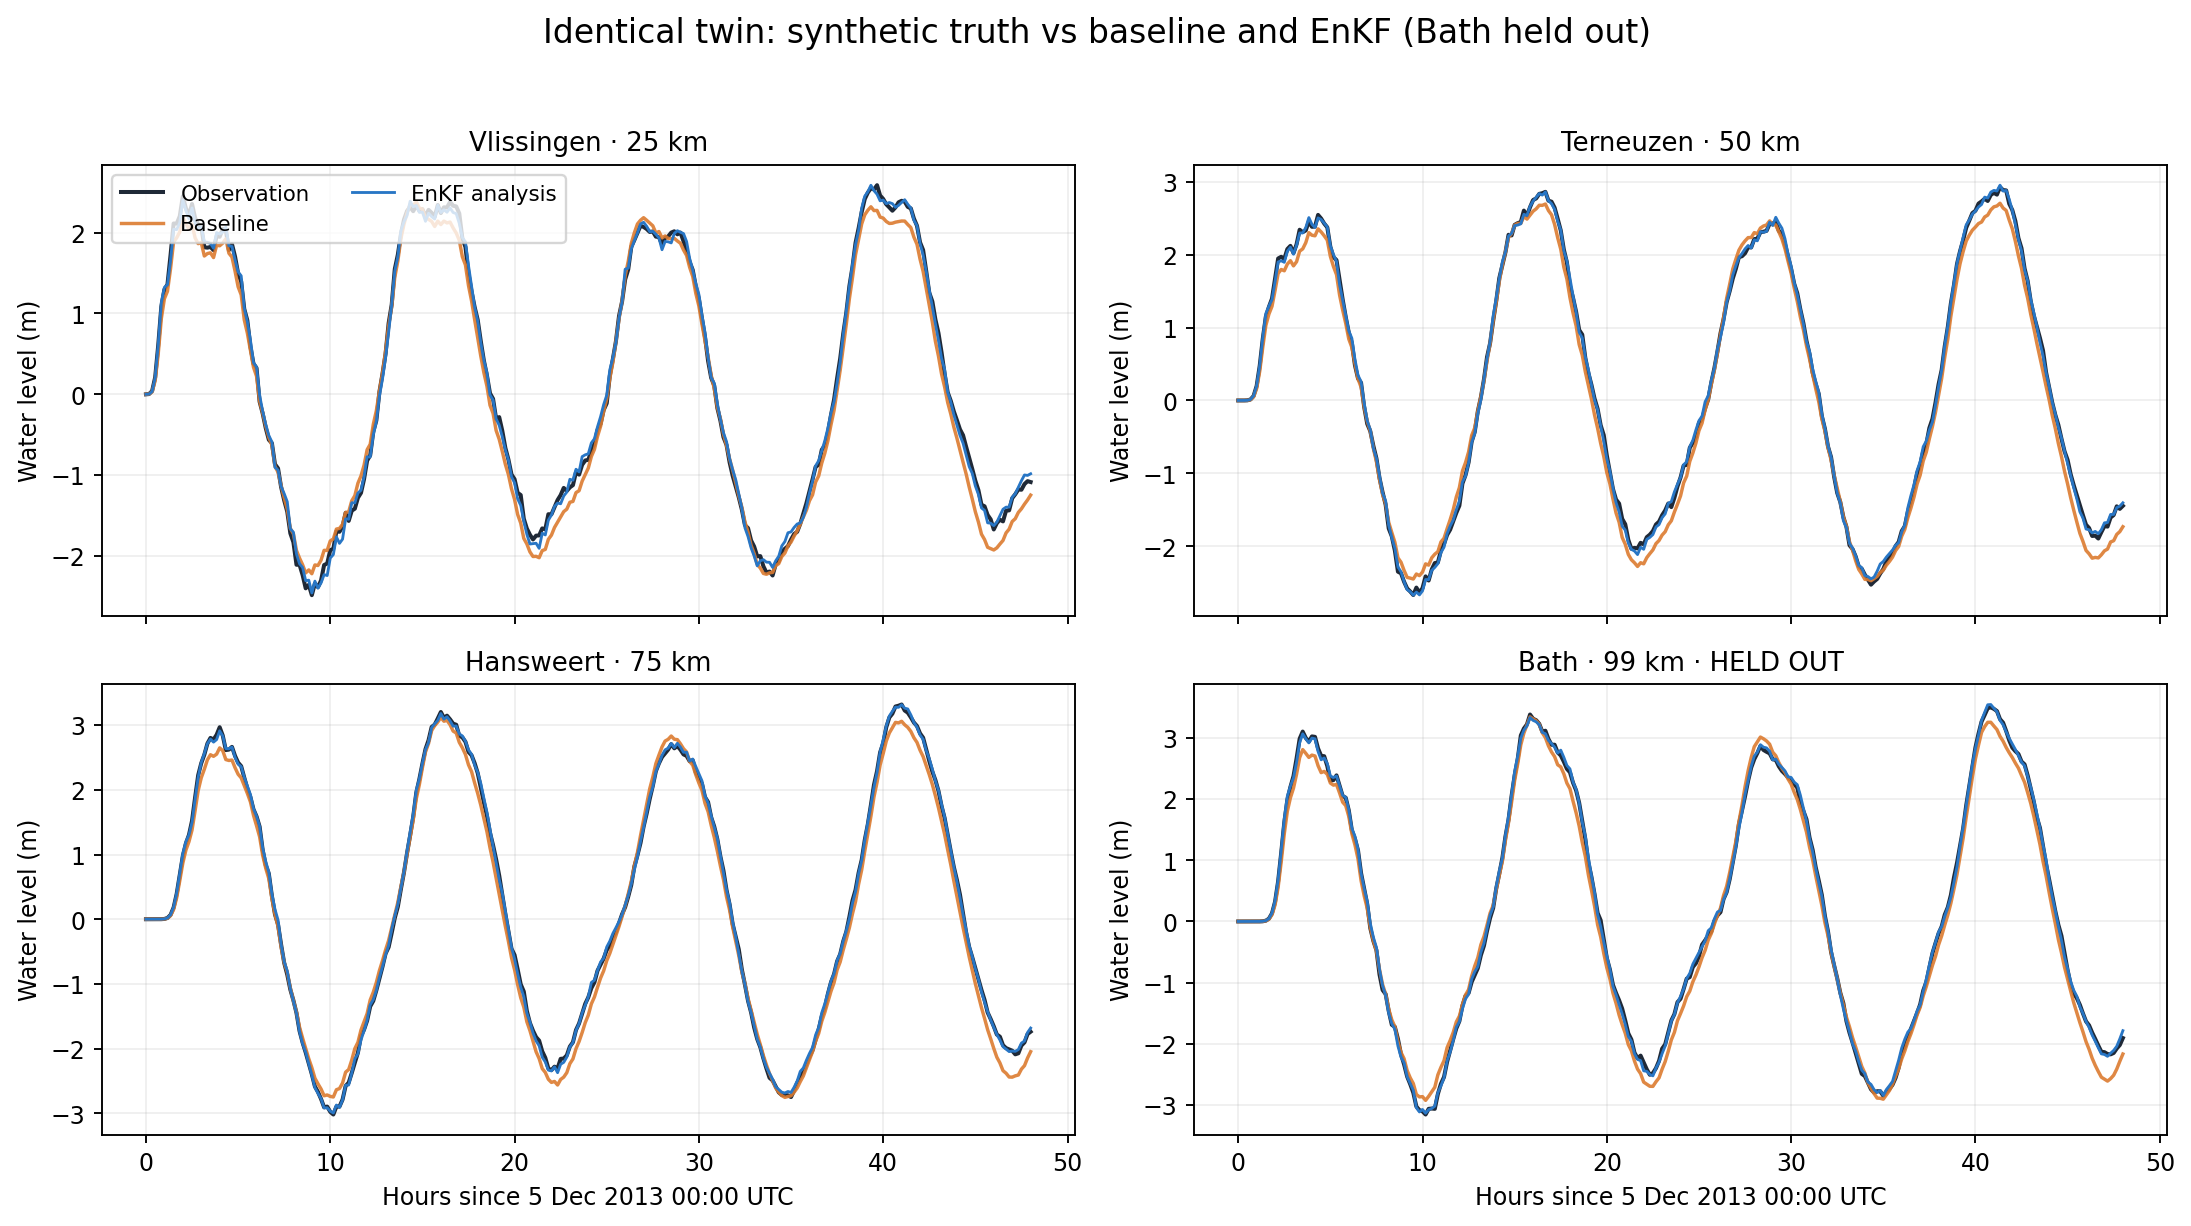 Identical twin: synthetic truth vs baseline and EnKF (Bath held out)
Vlissingen · 25 km
Observation
Baseline
EnKF analysis
Water level (m)
2
1
0
−1
−2
Terneuzen · 50 km
Water level (m)
3
2
1
0
−1
−2
Hansweert · 75 km
Water level (m)
3
2
1
0
−1
−2
−3
0 10 20 30 40 50
Hours since 5 Dec 2013 00:00 UTC
Bath · 99 km · HELD OUT
Water level (m)
3
2
1
0
−1
−2
−3
0 10 20 30 40 50
Hours since 5 Dec 2013 00:00 UTC